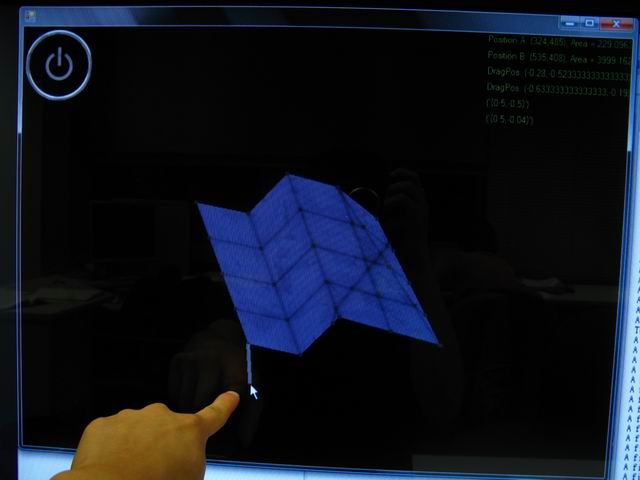 Position A: (324,485), Area = 229.096
Position B: (535,408), Area = 3999.162
DragPos: (-0.28,-0.5233333333333
DragPos: (-0.633333333333333,-0.19
('(0.5,-0.5)')
('(0.5,-0.04)')